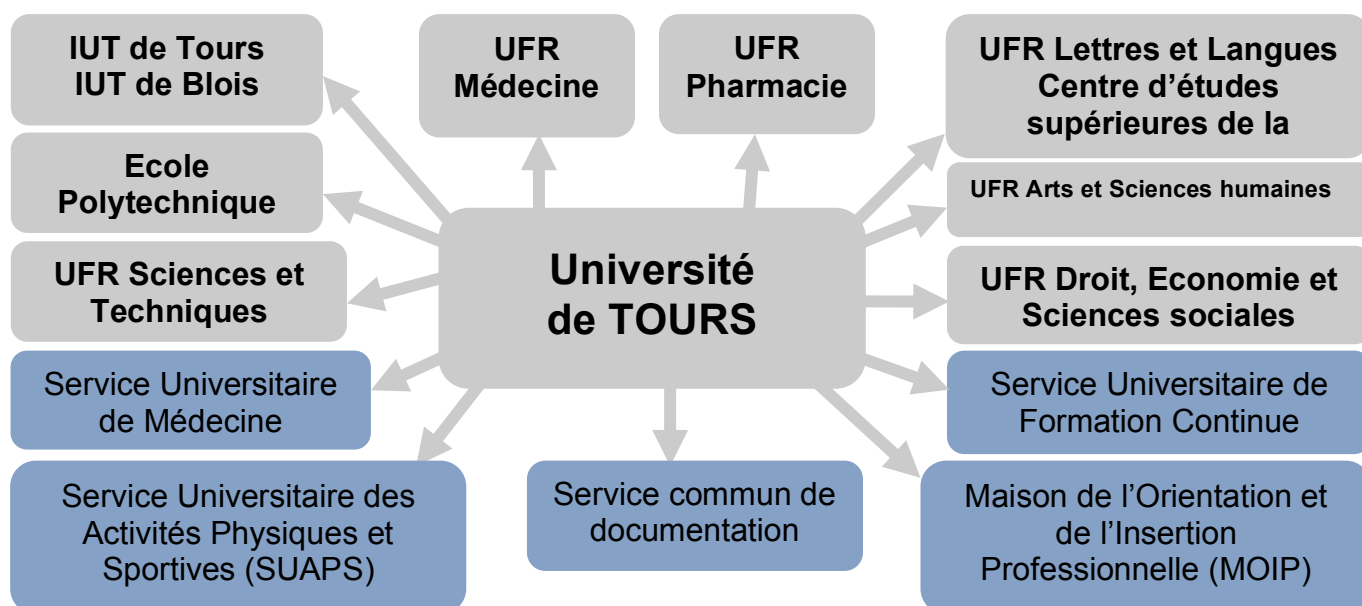 IUT de Tours
IUT de Blois
UFR
Médecine
UFR
Pharmacie
UFR Lettres et Langues
Centre d’études
supérieures de la
Ecole
Polytechnique
UFR Arts et Sciences humaines
Université
de TOURS
UFR Sciences et
Techniques
UFR Droit, Economie et
Sciences sociales
Service Universitaire
de Médecine
Service Universitaire de
Formation Continue
Service Universitaire des
Activités Physiques et
Sportives (SUAPS)
Service commun de
documentation
Maison de l’Orientation et
de l’Insertion
Professionnelle (MOIP)